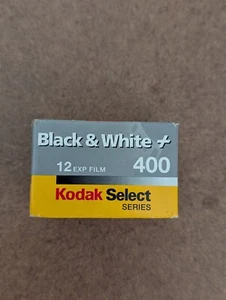 Black & White +
12 EXP FILM 400
Kodak Select
SERIES